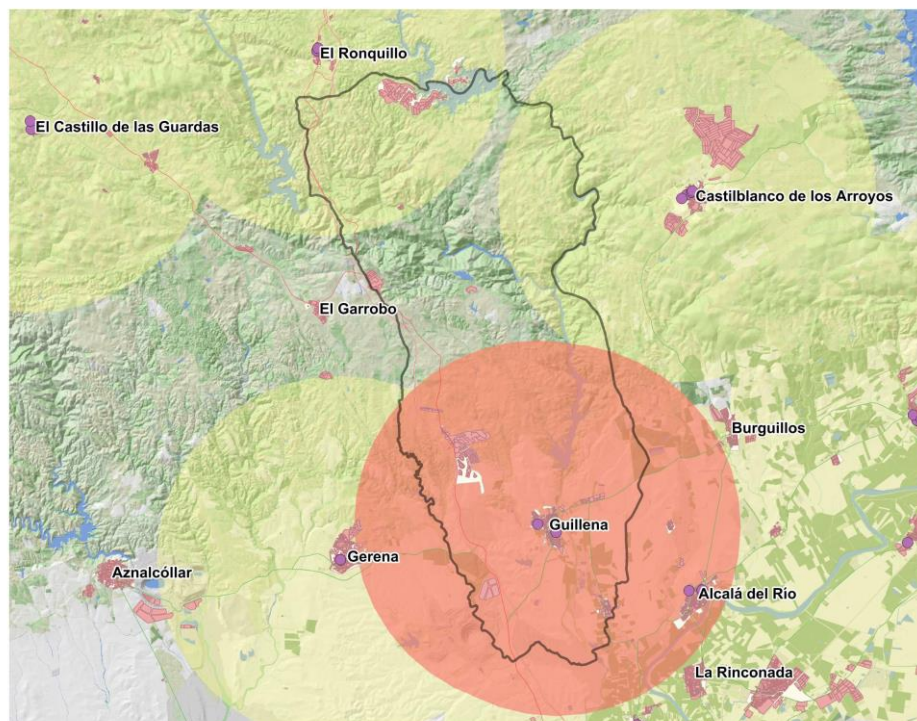 El Ronquillo
El Castillo de las Guardas
Castilblanco de los Arroyos
El Garrobo
Burguillos
Guillena
Gerena
Aznalcóllar
Alcalá del Río
La Rinconada